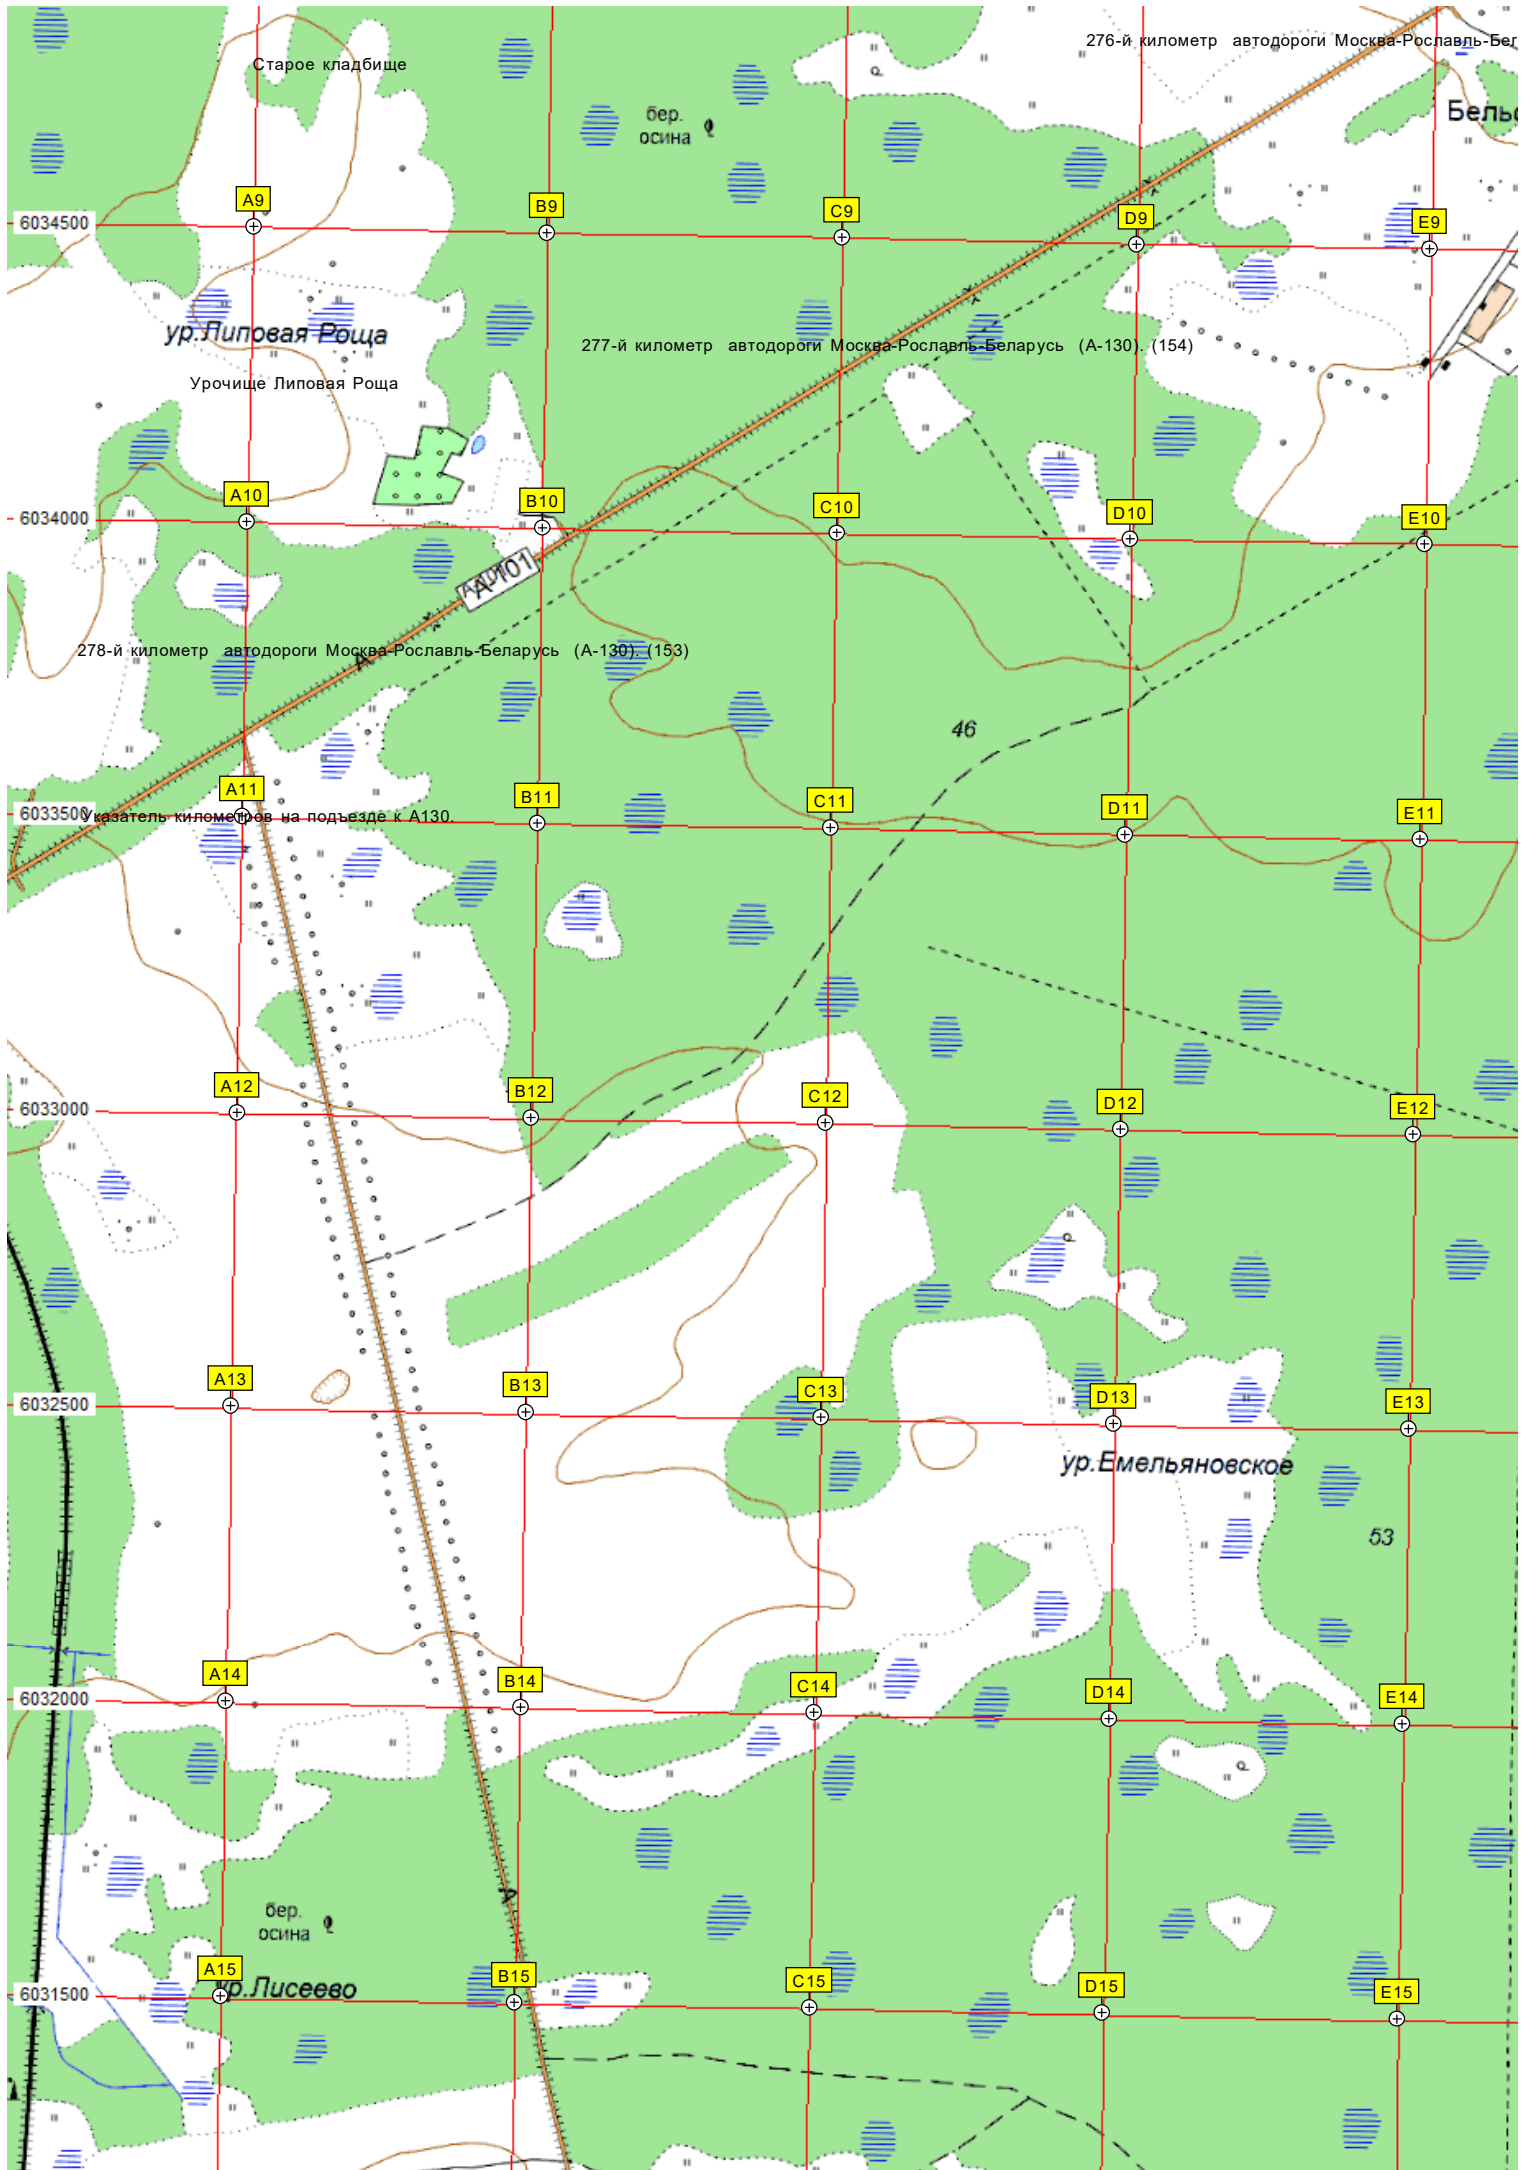 276-й километр автодороги Москва-Рославль-Бел
Старое кладбище
бер.
осина
Бельс
A9
B9
C9
D9
E9
6034500
ур.Липовая Роща
277-й километр автодороги Москва-Рославль-Беларусь (А-130). (154)
Урочище Липовая Роща
A10
B10
C10
D10
E10
6034000
А-101
278-й километр автодороги Москва-Рославль-Беларусь (А-130). (153)
А
46
A11
B11
C11
D11
E11
6033500
Указатель километров на подъезде к А130.
A12
B12
C12
D12
E12
6033000
A13
B13
C13
D13
E13
6032500
ур.Емельяновское
53
A14
B14
C14
D14
E14
6032000
А
бер.
осина
A15
B15
C15
D15
E15
ур.Лисеево
6031500